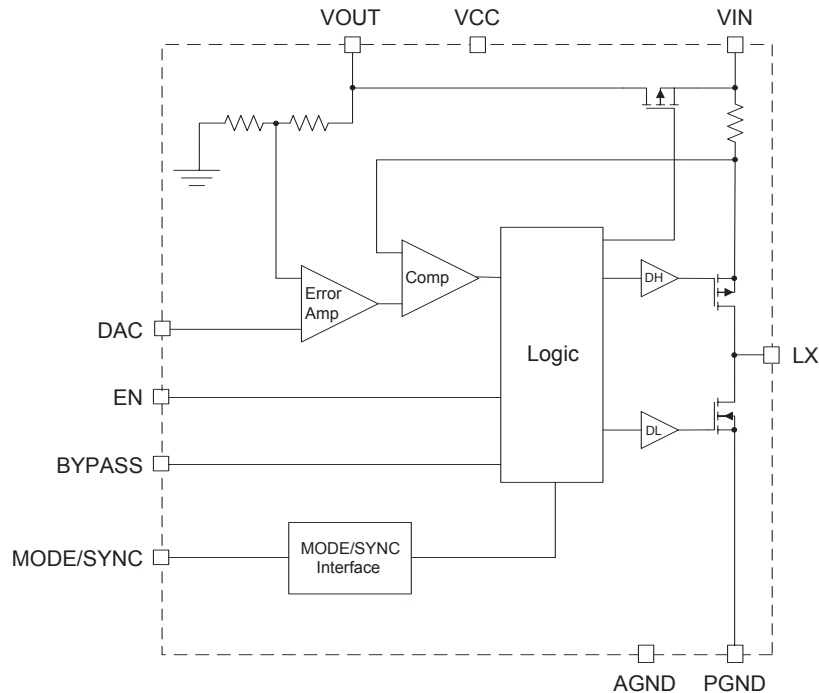 VOUT
VCC
VIN
Comp
Error
Amp
DH
DAC
Logic
LX
EN
DL
BYPASS
MODE/SYNC
MODE/SYNC
Interface
AGND
PGND